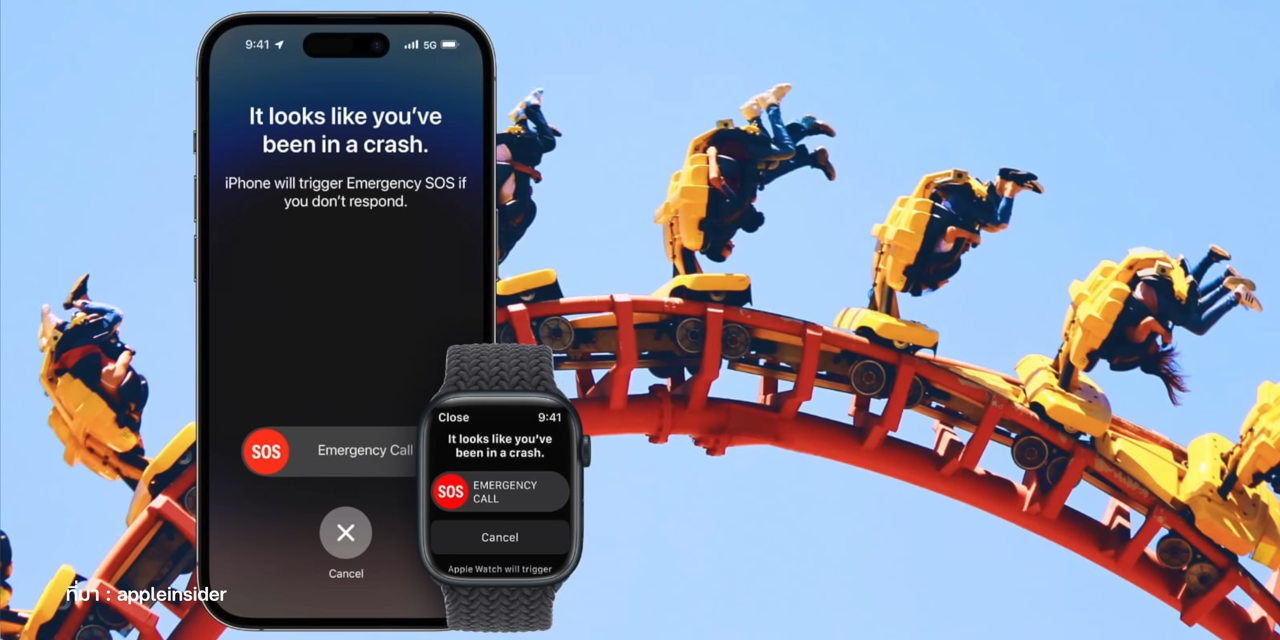 9:41
5G
It looks like you've
been in a crash.
iPhone will trigger Emergency SOS if
you don't respond.
SOS Emergency Call
Cancel
Close 9:41
It looks like you've
been in a crash.
SOS EMERGENCY
CALL
Cancel
Apple Watch will trigger
ที่มา : appleinsider